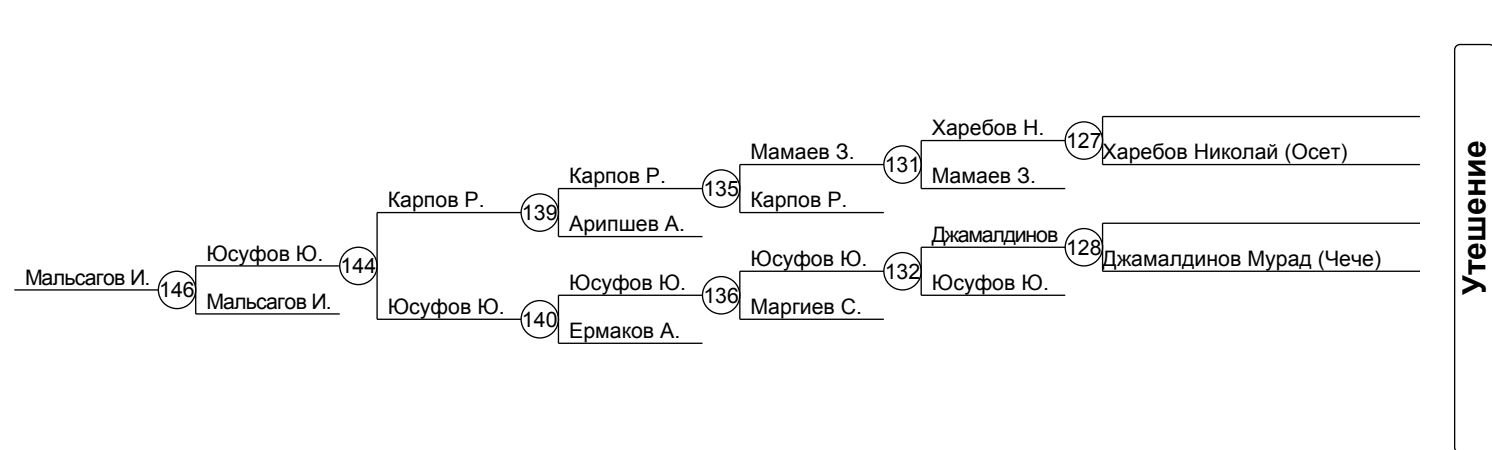 Харебов Н.
127
Харебов Николай (Осет)
Мамаев З.
131
Мамаев З.
Карпов Р.
135
Карпов Р.
Карпов Р.
139
Арипшев А.
Джамалдинов
128
Джамалдинов Мурад (Чече)
Юсуфов Ю.
144
Юсуфов Ю.
132
Юсуфов Ю.
Мальсагов И.
146
Мальсагов И.
Юсуфов Ю.
136
Маргиев С.
Юсуфов Ю.
140
Ермаков А.
Утешение